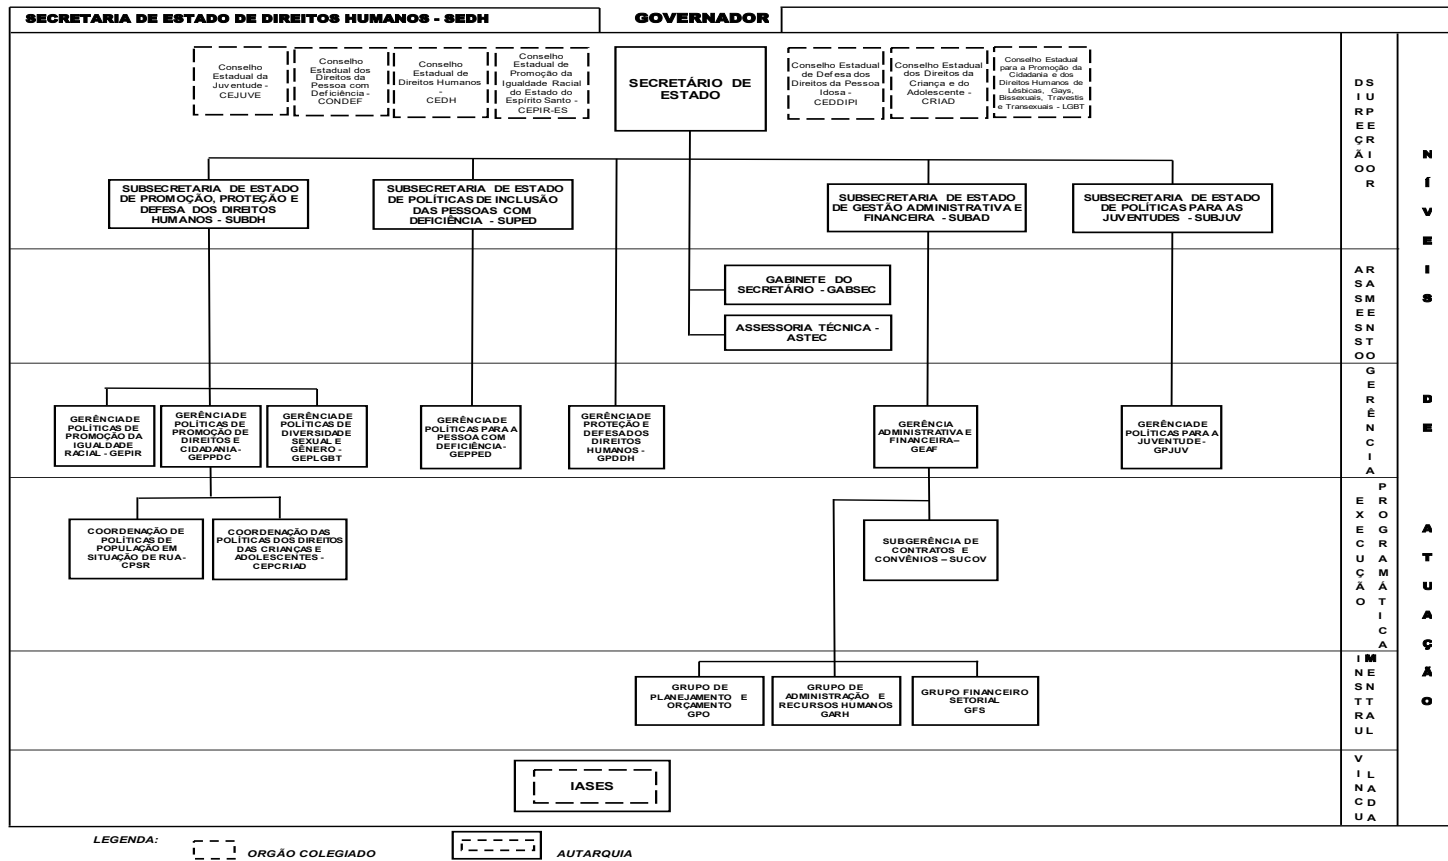 SECRETARIA DE ESTADO DE DIREITOS HUMANOS - SEDH
GOVERNADOR
Conselho
Estadual da
Juventude -
CEJUVE
Conselho
Estadual dos
Direitos da
Pessoa com
Deficiência -
CONDEF
Conselho
Estadual de
Direitos Humanos
-
CEDH
Conselho
Estadual de
Promoção da
Igualdade Racial
do Estado do
Espírito Santo -
CEPIR-ES
SECRETÁRIO DE
ESTADO
Conselho Estadual
de Defesa dos
Direitos da Pessoa
Idosa -
CEDDIPI
Conselho Estadual
dos Direitos da
Criança e do
Adolescente -
CRIAD
Conselho Estadual
para a Promoção da
Cidadania e dos
Direitos Humanos de
Lésbicas, Gays,
Bissexuais, Travestis
e Transexuais - LGBT
DIREÇÃO
SUPERIOR
NÍVEIS DE ATUAÇÃO
SUBSECRETARIA DE ESTADO
DE PROMOÇÃO, PROTEÇÃO E
DEFESA DOS DIREITOS
HUMANOS - SUBDH
SUBSECRETARIA DE ESTADO
DE POLÍTICAS DE INCLUSÃO
DAS PESSOAS COM
DEFICIÊNCIA - SUPED
SUBSECRETARIA DE ESTADO
DE GESTÃO ADMINISTRATIVA E
FINANCEIRA - SUBAD
SUBSECRETARIA DE ESTADO
DE POLÍTICAS PARA AS
JUVENTUDES - SUBJUV
GABINETE DO
SECRETÁRIO - GABSEC
ASSESSORIA TÉCNICA -
ASTEC
ASSESSO
RAMENTO
GERÊNCIA DE
POLÍTICAS DE
PROMOÇÃO DA
IGUALDADE
RACIAL - GEPIR
GERÊNCIA DE
POLÍTICAS DE
PROMOÇÃO DE
DIREITOS E
CIDADANIA-
GEPPDC
GERÊNCIA DE
POLÍTICAS DE
DIVERSIDADE
SEXUAL E
GÊNERO -
GEPLGBT
GERÊNCIA DE
POLÍTICAS PARA A
PESSOA COM
DEFICIÊNCIA-
GEPPED
GERÊNCIA DE
PROTEÇÃO E
DEFESA DOS
DIREITOS
HUMANOS -
GPDDH
GERÊNCIA
ADMINISTRATIVA E
FINANCEIRA–
GEAF
GERÊNCIA DE
POLÍTICAS PARA A
JUVENTUDE-
GPJUV
GERÊNCIA
COORDENAÇÃO DE
POLÍTICAS DE
POPULAÇÃO EM
SITUAÇÃO DE RUA-
CPSR
COORDENAÇÃO DAS
POLÍTICAS DOS DIREITOS
DAS CRIANÇAS E
ADOLESCENTES -
CEPCRIAD
SUBGERÊNCIA DE
CONTRATOS E
CONVÊNIOS – SUCOV
EXECUÇÃO
PROGRAMÁTICA
GRUPO DE
PLANEJAMENTO E
ORÇAMENTO
GPO
GRUPO DE
ADMINISTRAÇÃO E
RECURSOS HUMANOS
GARH
GRUPO FINANCEIRO
SETORIAL
GFS
INSTRU
MENTAL
IASES
VINCU
LADA
LEGENDA:
ORGÃO COLEGIADO
AUTARQUIA